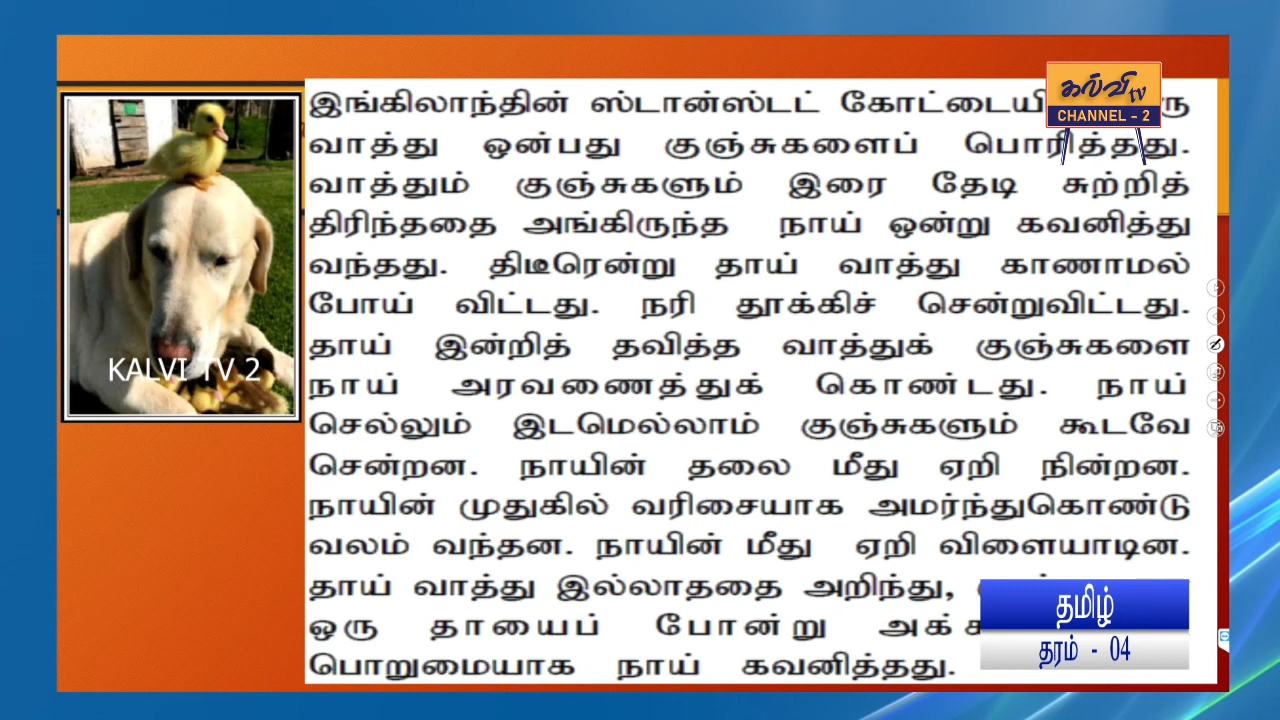 இங்கிலாந்தின் ஸ்டான்ஸ்டட்
வாத்து ஒன்பது குஞ்சுகளைப் பொரித்தது.
வாத்தும் குஞ்சுகளும் இரை தேடி சுற்றித்
திரிந்ததை அங்கிருந்த நாய் ஒன்று கவனித்து
வந்தது. திடீரென்று தாய் வாத்து காணாமல்
போய் விட்டது. நரி தூக்கிச் சென்றுவிட்டது.
தாய் இன்றித் தவித்த வாத்துக் குஞ்சுகளை
நாய் அரவணைத்துக் கொண்டது. நாய்
செல்லும் இடமெல்லாம் குஞ்சுகளும் கூடவே
சென்றன. நாயின் தலை மீது ஏறி நின்றன.
நாயின் முதுகில் வரிசையாக அமர்ந்துகொண்டு
வலம் வந்தன. நாயின் மீது ஏறி விளையாடின.
தாய் வாத்து இல்லாததை அறிந்து,
ஒரு தாயைப் போன்று
பொறுமையாக நாய் கவனித்தது.
KALVI TV 2
கல்வி TV
CHANNEL - 2
தமிழ்
தரம் - 04